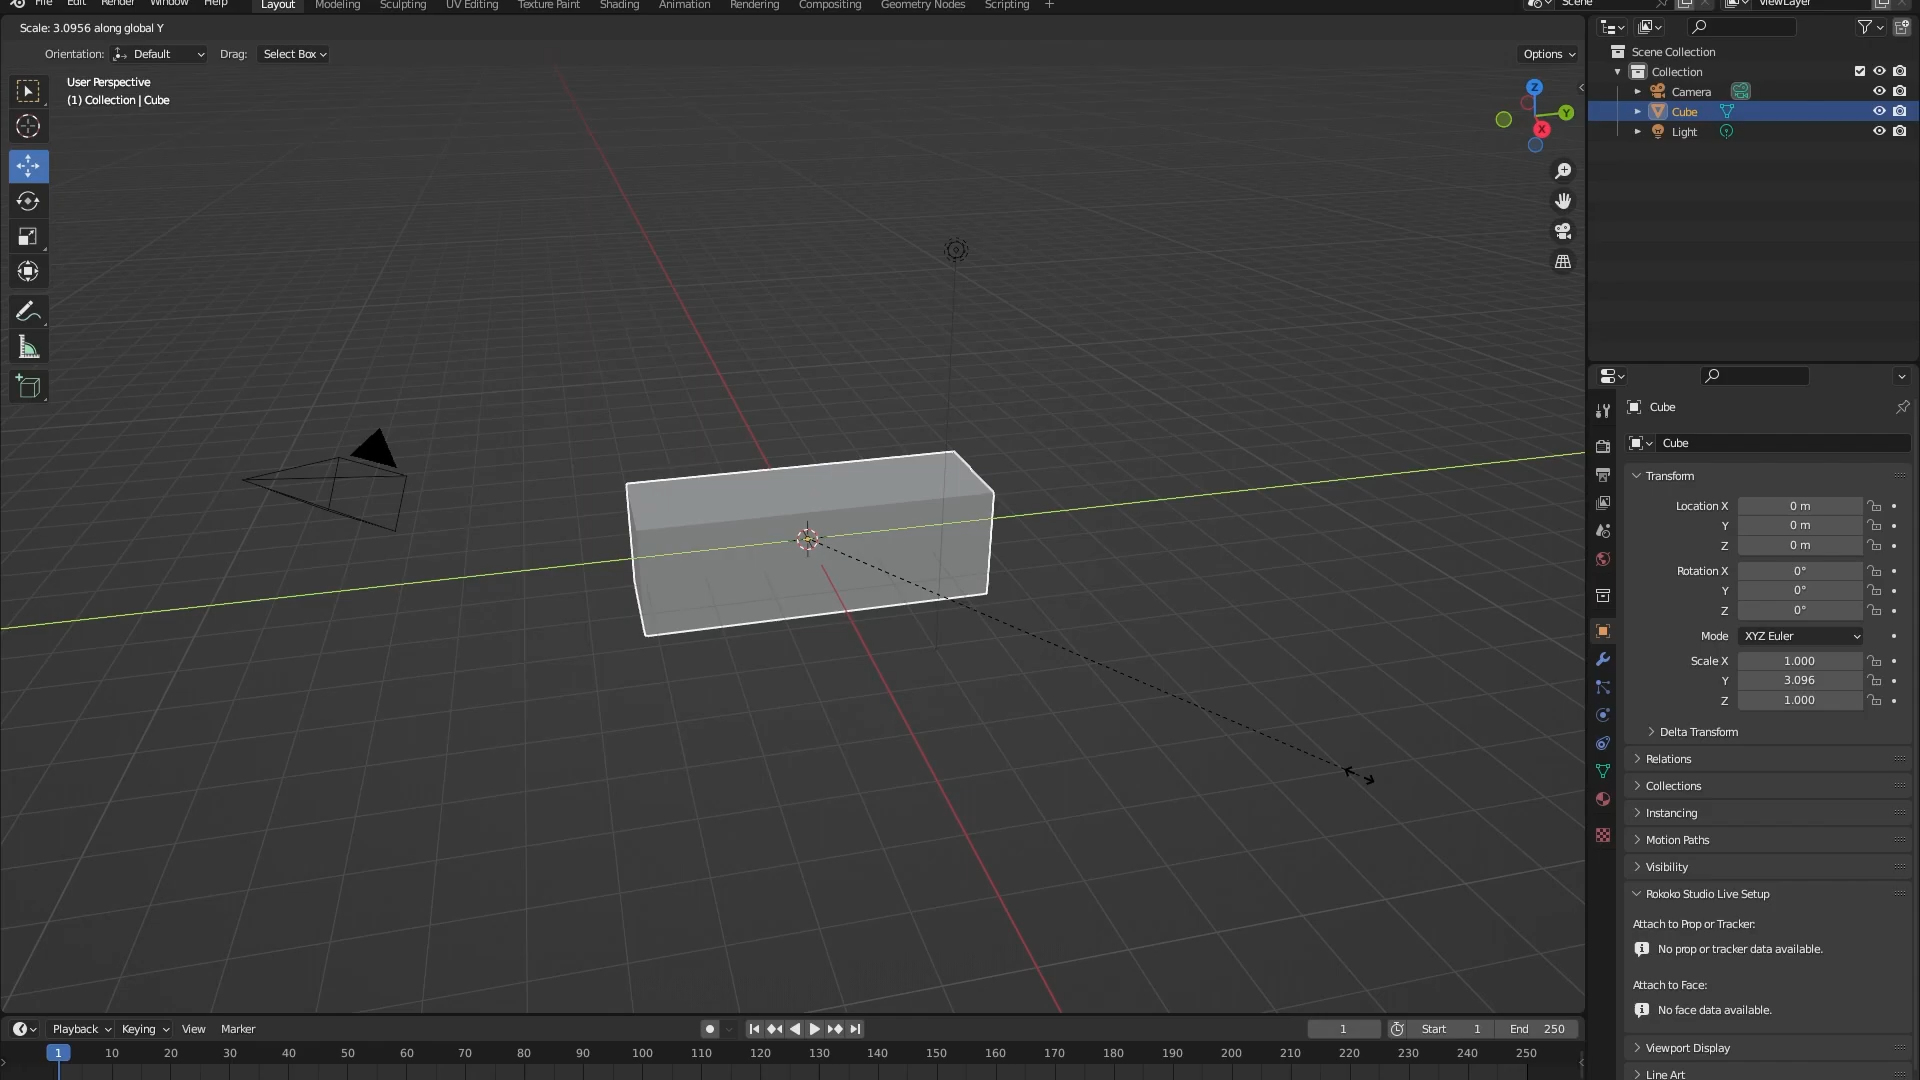 File Edit Render Window Help Layout Modeling Sculpting UV Editing Texture Paint Shading Animation Rendering Compositing Geometry Nodes Scripting + Scene ViewLayer
Scale: 3.0956 along global Y
Orientation: Default Drag: Select Box Options
User Perspective
(1) Collection | Cube
Z
Y
X
Scene Collection
Collection
Camera
Cube
Light
Cube
Cube
Transform
Location X 0 m
Y 0 m
Z 0 m
Rotation X 0°
Y 0°
Z 0°
Mode XYZ Euler
Scale X 1.000
Y 3.096
Z 1.000
Delta Transform
Relations
Collections
Instancing
Motion Paths
Visibility
Rokoko Studio Live Setup
Attach to Prop or Tracker:
No prop or tracker data available.
Attach to Face:
No face data available.
Viewport Display
Line Art
Playback Keying View Marker 1 Start 1 End 250
1 10 20 30 40 50 60 70 80 90 100 110 120 130 140 150 160 170 180 190 200 210 220 230 240 250